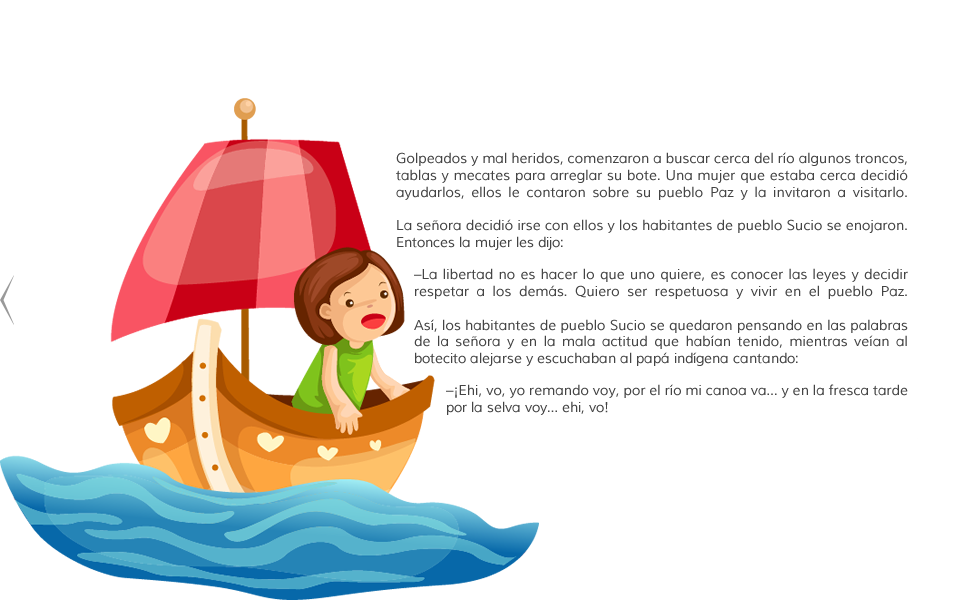 Golpeados y mal heridos, comenzaron a buscar cerca del río algunos troncos,
tablas y mecates para arreglar su bote. Una mujer que estaba cerca decidió
ayudarlos, ellos le contaron sobre su pueblo Paz y la invitaron a visitarlo.
La señora decidió irse con ellos y los habitantes de pueblo Sucio se enojaron.
Entonces la mujer les dijo:
–La libertad no es hacer lo que uno quiere, es conocer las leyes y decidir
respetar a los demás. Quiero ser respetuosa y vivir en el pueblo Paz.
Así, los habitantes de pueblo Sucio se quedaron pensando en las palabras
de la señora y en la mala actitud que habían tenido, mientras veían al
botecito alejarse y escuchaban al papá indígena cantando:
–¡Ehi, vo, yo remando voy, por el río mi canoa va... y en la fresca tarde
por la selva voy... ehi, vo!